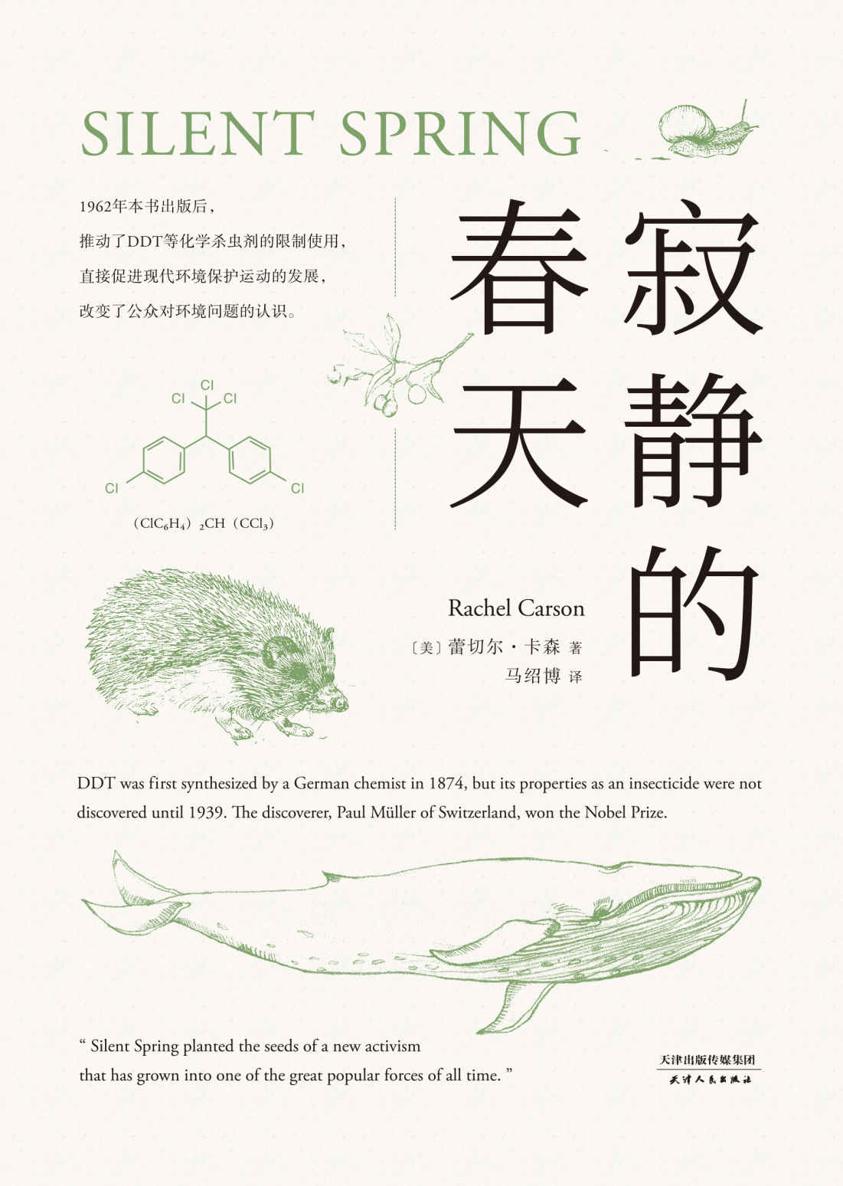 SILENT SPRING
寂静的
春天
1962年本书出版后，
推动了DDT等化学杀虫剂的限制使用，
直接促进现代环境保护运动的发展，
改变了公众对环境问题的认识。
Cl
Cl Cl
Cl Cl
（ClC₆H₄）₂CH（CCl₃）
Rachel Carson
〔美〕蕾切尔·卡森 著
马绍博 译
DDT was first synthesized by a German chemist in 1874, but its properties as an insecticide were not
discovered until 1939. The discoverer, Paul Müller of Switzerland, won the Nobel Prize.
“ Silent Spring planted the seeds of a new activism
that has grown into one of the great popular forces of all time. ”
天津出版传媒集团
天津人民出版社